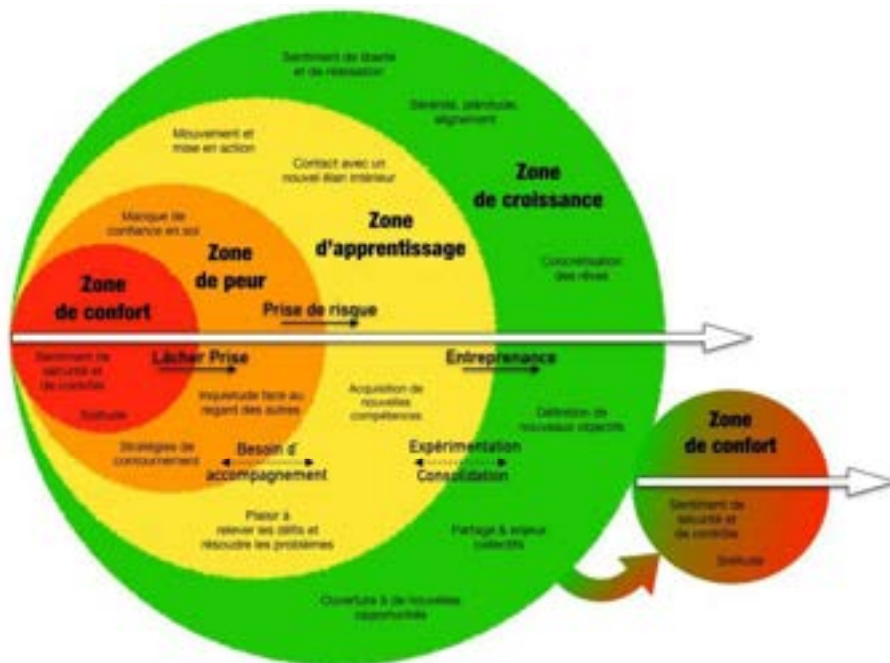 Sentiment de liberté
et de réalisation
Sérénité, plénitude,
alignement
Mouvement et
mise en action
Contact avec un
nouvel élan intérieur
Zone
de croissance
Manque de
confiance en soi
Zone
d'apprentissage
Zone
de peur
Concrétisation
des rêves
Zone
de confort
Prise de risque
Sentiment de
sécurité et
de contrôle
Lâcher Prise
Entreprenance
Solitude
Inquiétude face au
regard des autres
Acquisition de
nouvelles
compétences
Définition de
nouveaux objectifs
Stratégies de
contournement
Besoin d'
accompagnement
Expérimentation
Consolidation
Plaisir à
relever les défis et
résoudre les problèmes
Partage & enjeux
collectifs
Ouverture à de nouvelles
opportunités
Zone
de confort
Sentiment de
sécurité et
de contrôle
Solitude